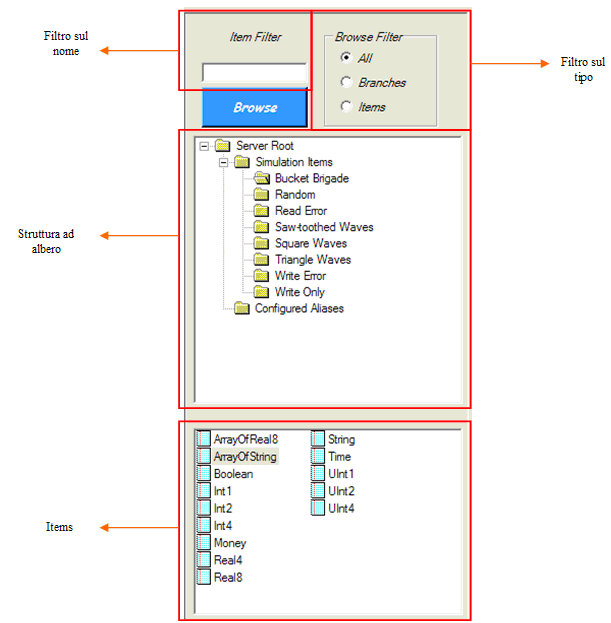 Filtro sul
nome
Item Filter
Browse
Browse Filter
All
Branches
Items
Filtro sul
tipo
Struttura ad
albero
Server Root
Simulation Items
Bucket Brigade
Random
Read Error
Saw-toothed Waves
Square Waves
Triangle Waves
Write Error
Write Only
Configured Aliases
Items
ArrayOfReal8
ArrayOfString
Boolean
Int1
Int2
Int4
Money
Real4
Real8
String
Time
UInt1
UInt2
UInt4